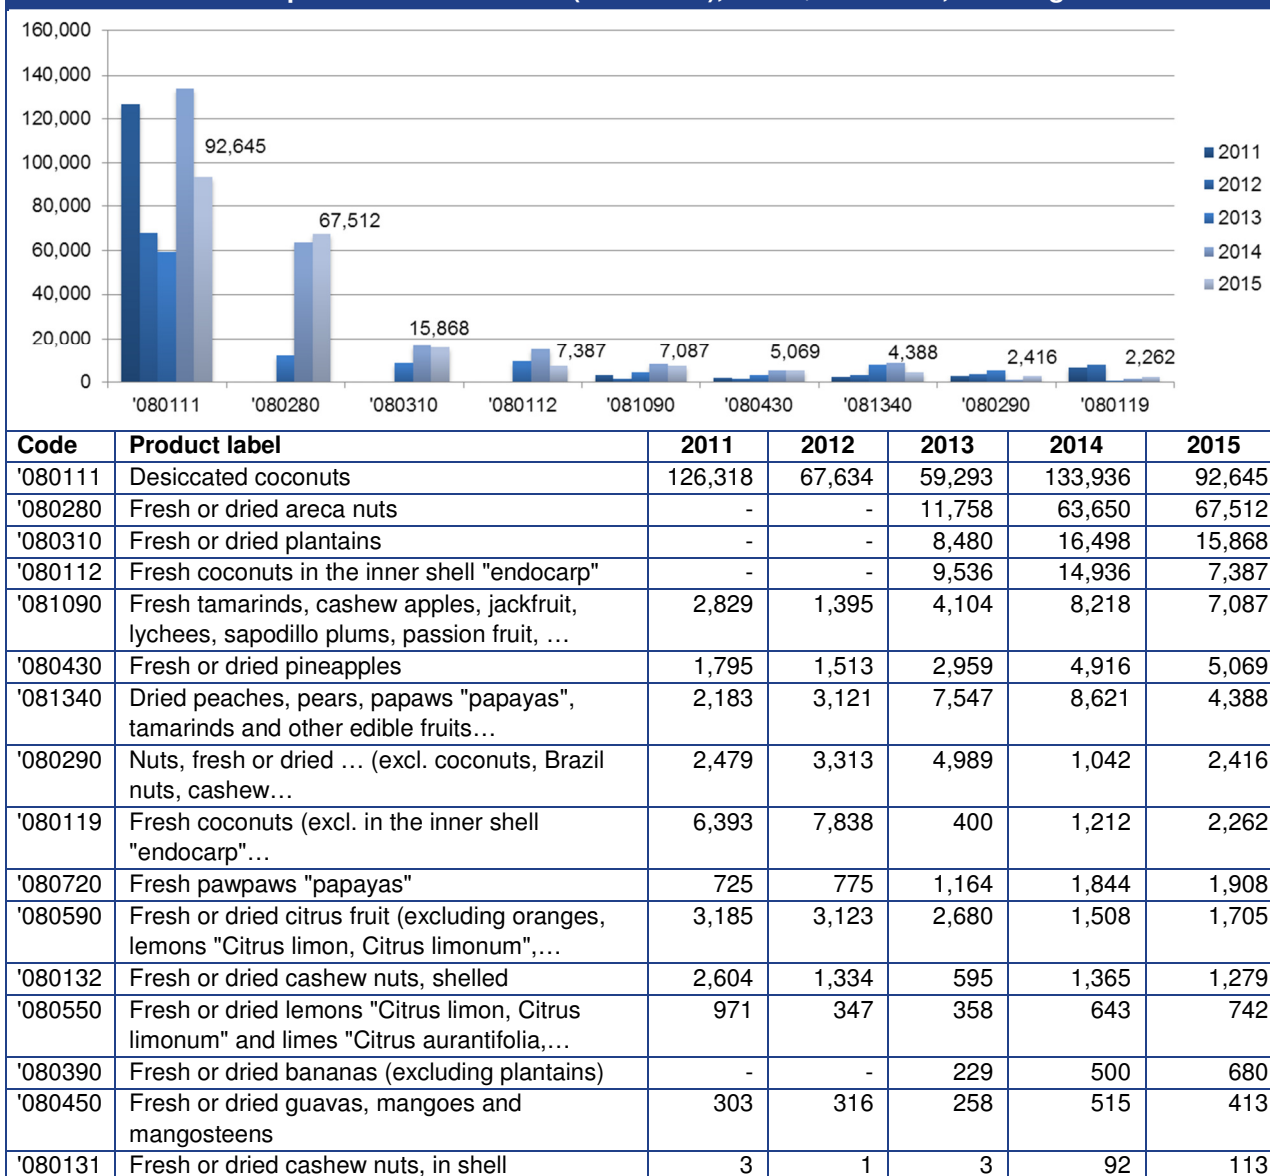 160,000
140,000
120,000
100,000
80,000
60,000
40,000
20,000
0
92,645
67,512
15,868
7,387
7,087
5,069
4,388
2,416
2,262
2011
2012
2013
2014
2015
'080111 '080280 '080310 '080112 '081090 '080430 '081340 '080290 '080119
Code Product label 2011 2012 2013 2014 2015
'080111 Desiccated coconuts 126,318 67,634 59,293 133,936 92,645
'080280 Fresh or dried areca nuts - - 11,758 63,650 67,512
'080310 Fresh or dried plantains - - 8,480 16,498 15,868
'080112 Fresh coconuts in the inner shell "endocarp" - - 9,536 14,936 7,387
'081090 Fresh tamarinds, cashew apples, jackfruit, 2,829 1,395 4,104 8,218 7,087
lychees, sapodillo plums, passion fruit, …
'080430 Fresh or dried pineapples 1,795 1,513 2,959 4,916 5,069
'081340 Dried peaches, pears, papaws "papayas", 2,183 3,121 7,547 8,621 4,388
tamarinds and other edible fruits…
'080290 Nuts, fresh or dried … (excl. coconuts, Brazil 2,479 3,313 4,989 1,042 2,416
nuts, cashew…
'080119 Fresh coconuts (excl. in the inner shell 6,393 7,838 400 1,212 2,262
"endocarp"…
'080720 Fresh pawpaws "papayas" 725 775 1,164 1,844 1,908
'080590 Fresh or dried citrus fruit (excluding oranges, 3,185 3,123 2,680 1,508 1,705
lemons "Citrus limon, Citrus limonum",…
'080132 Fresh or dried cashew nuts, shelled 2,604 1,334 595 1,365 1,279
'080550 Fresh or dried lemons "Citrus limon, Citrus 971 347 358 643 742
limonum" and limes "Citrus aurantifolia,…
'080390 Fresh or dried bananas (excluding plantains) - - 229 500 680
'080450 Fresh or dried guavas, mangoes and 303 316 258 515 413
mangosteens
'080131 Fresh or dried cashew nuts, in shell 3 1 3 92 113